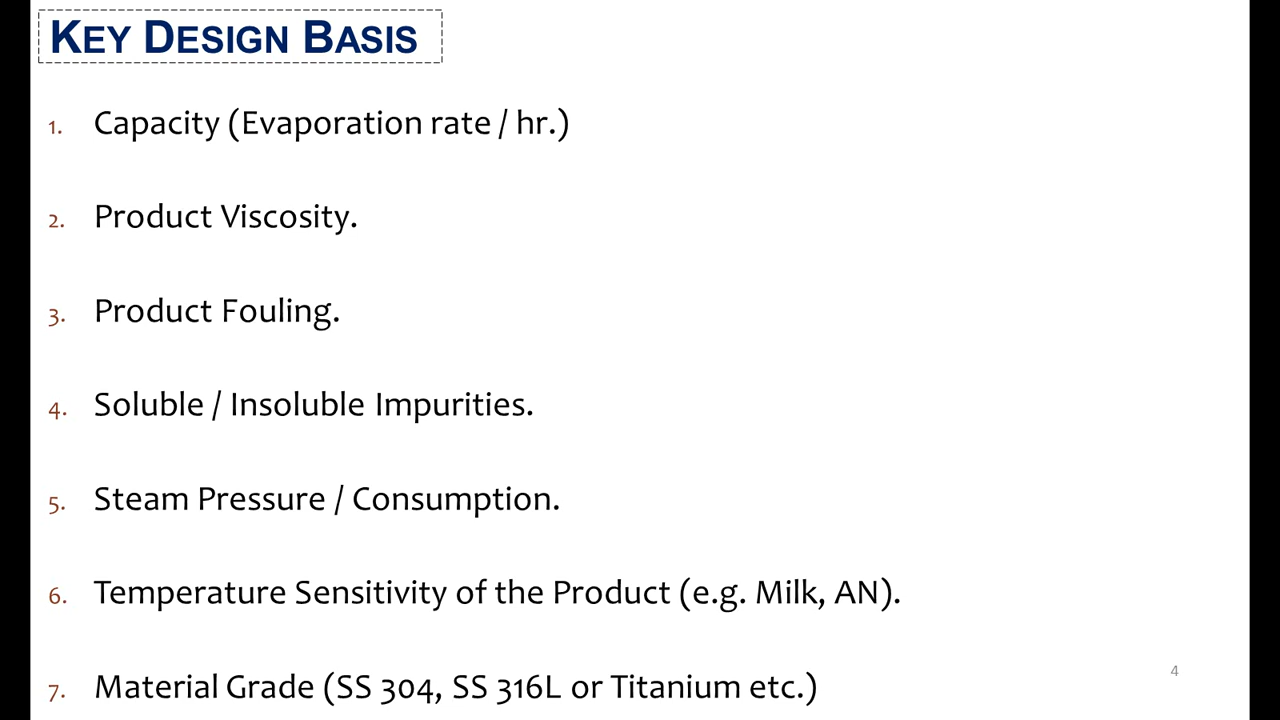 KEY DESIGN BASIS
1. Capacity (Evaporation rate / hr.)
2. Product Viscosity.
3. Product Fouling.
4. Soluble / Insoluble Impurities.
5. Steam Pressure / Consumption.
6. Temperature Sensitivity of the Product (e.g. Milk, AN).
4
7. Material Grade (SS 304, SS 316L or Titanium etc.)